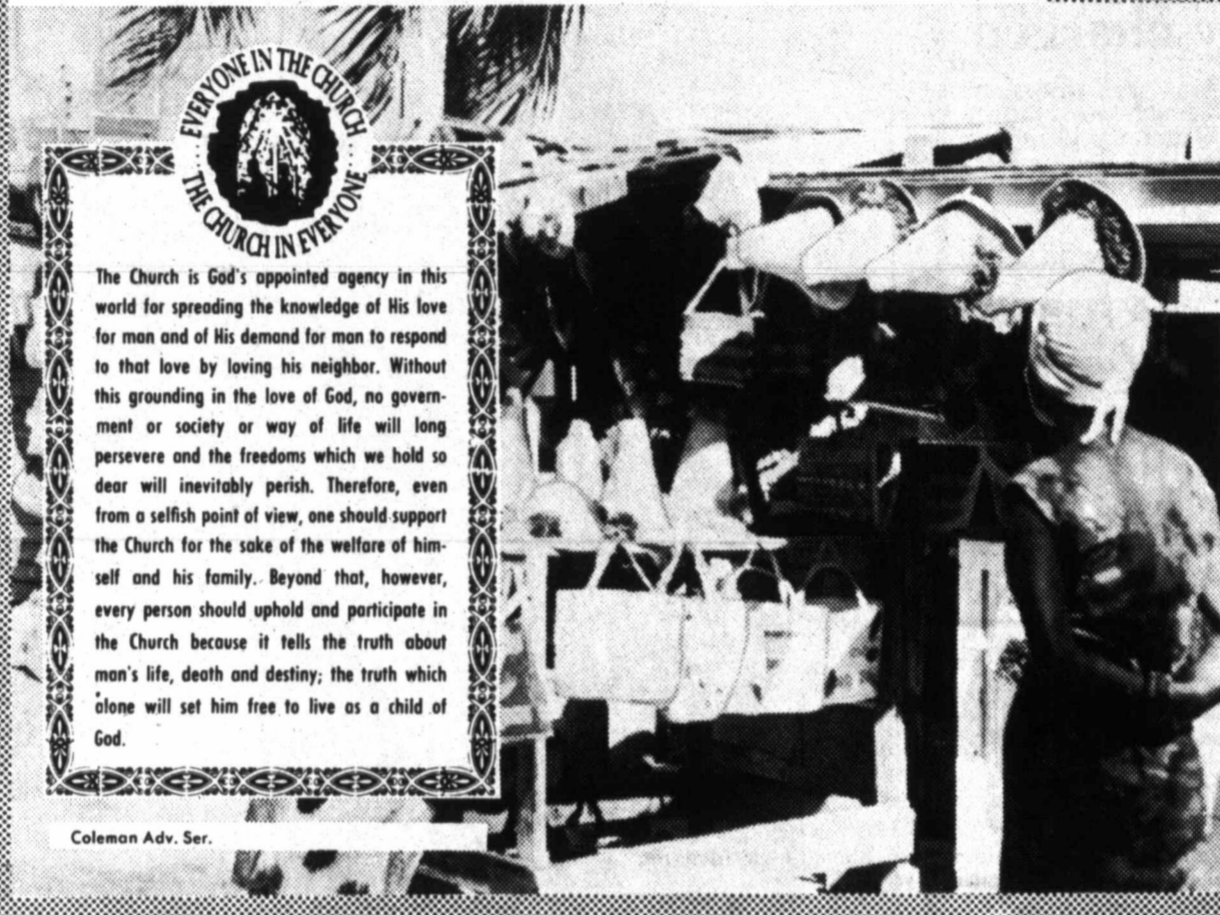 EVERYONE IN THE CHURCH
THE CHURCH IN EVERYONE
The Church is God's appointed agency in this
world for spreading the knowledge of His love
for man and of His demand for man to respond
to that love by loving his neighbor. Without
this grounding in the love of God, no govern-
ment or society or way of life will long
persevere and the freedoms which we hold so
dear will inevitably perish. Therefore, even
from a selfish point of view, one should support
the Church for the sake of the welfare of him-
self and his family. Beyond that, however,
every person should uphold and participate in
the Church because it tells the truth about
man's life, death and destiny; the truth which
alone will set him free to live as a child of
God.
Coleman Adv. Ser.